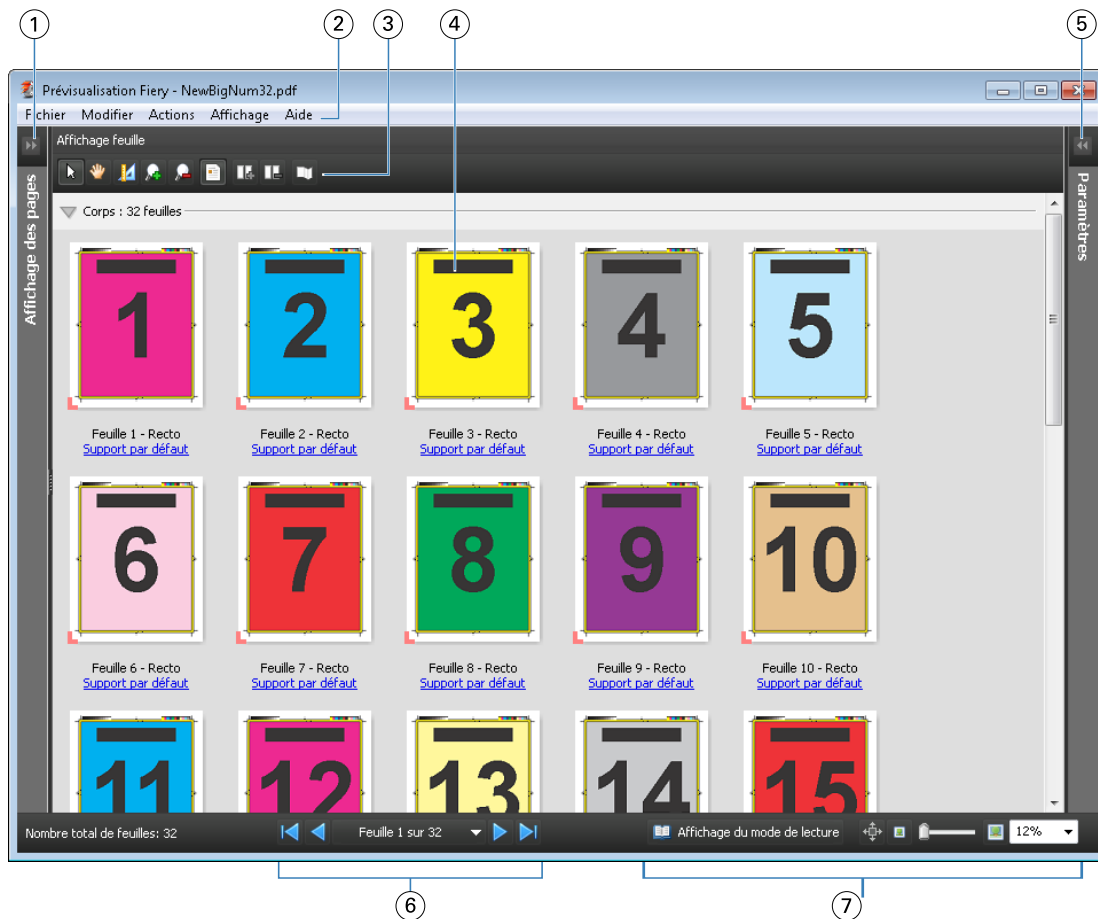 1 2 3 4 5
Prévisualisation Fiery - NewBigNum32.pdf
Fichier Modifier Actions Affichage Aide
Affichage feuille
Affichage des pages
Paramètres
Corps : 32 feuilles
1 2 3 4 5
Feuille 1 - Recto Feuille 2 - Recto Feuille 3 - Recto Feuille 4 - Recto Feuille 5 - Recto
Support par défaut Support par défaut Support par défaut Support par défaut Support par défaut
6 7 8 9 10
Feuille 6 - Recto Feuille 7 - Recto Feuille 8 - Recto Feuille 9 - Recto Feuille 10 - Recto
Support par défaut Support par défaut Support par défaut Support par défaut Support par défaut
11 12 13 14 15
Nombre total de feuilles: 32 Feuille 1 sur 32 Affichage du mode de lecture 12%
6 7